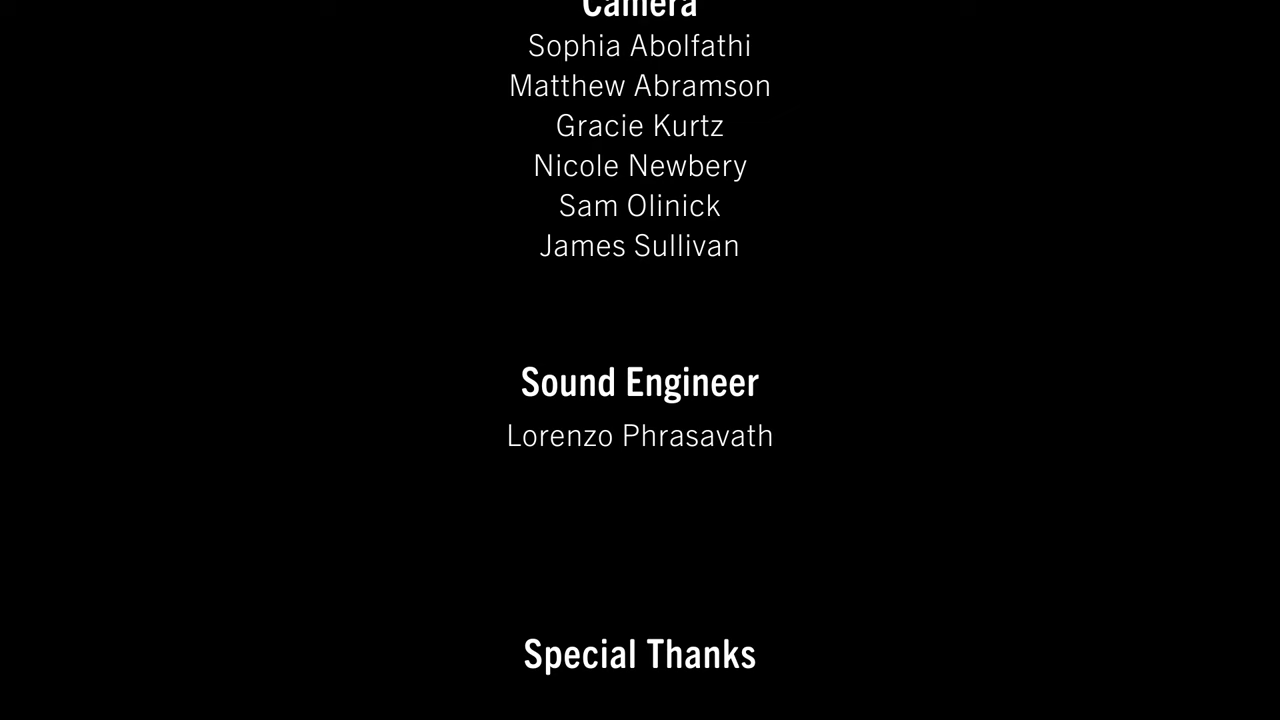 Camera
Sophia Abolfathi
Matthew Abramson
Gracie Kurtz
Nicole Newbery
Sam Olinick
James Sullivan
Sound Engineer
Lorenzo Phrasavath
Special Thanks